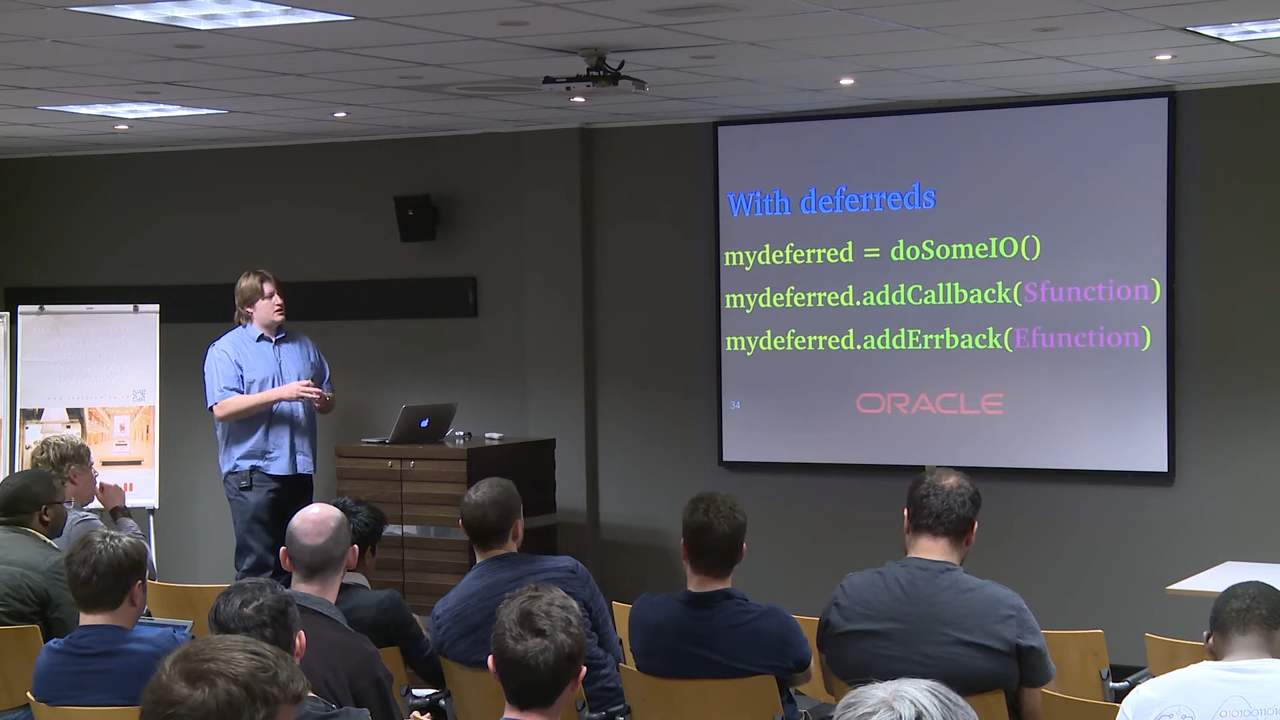 With deferreds
mydeferred = doSomeIO()
mydeferred.addCallback(Sfunction)
mydeferred.addErrback(Efunction)
34
ORACLE